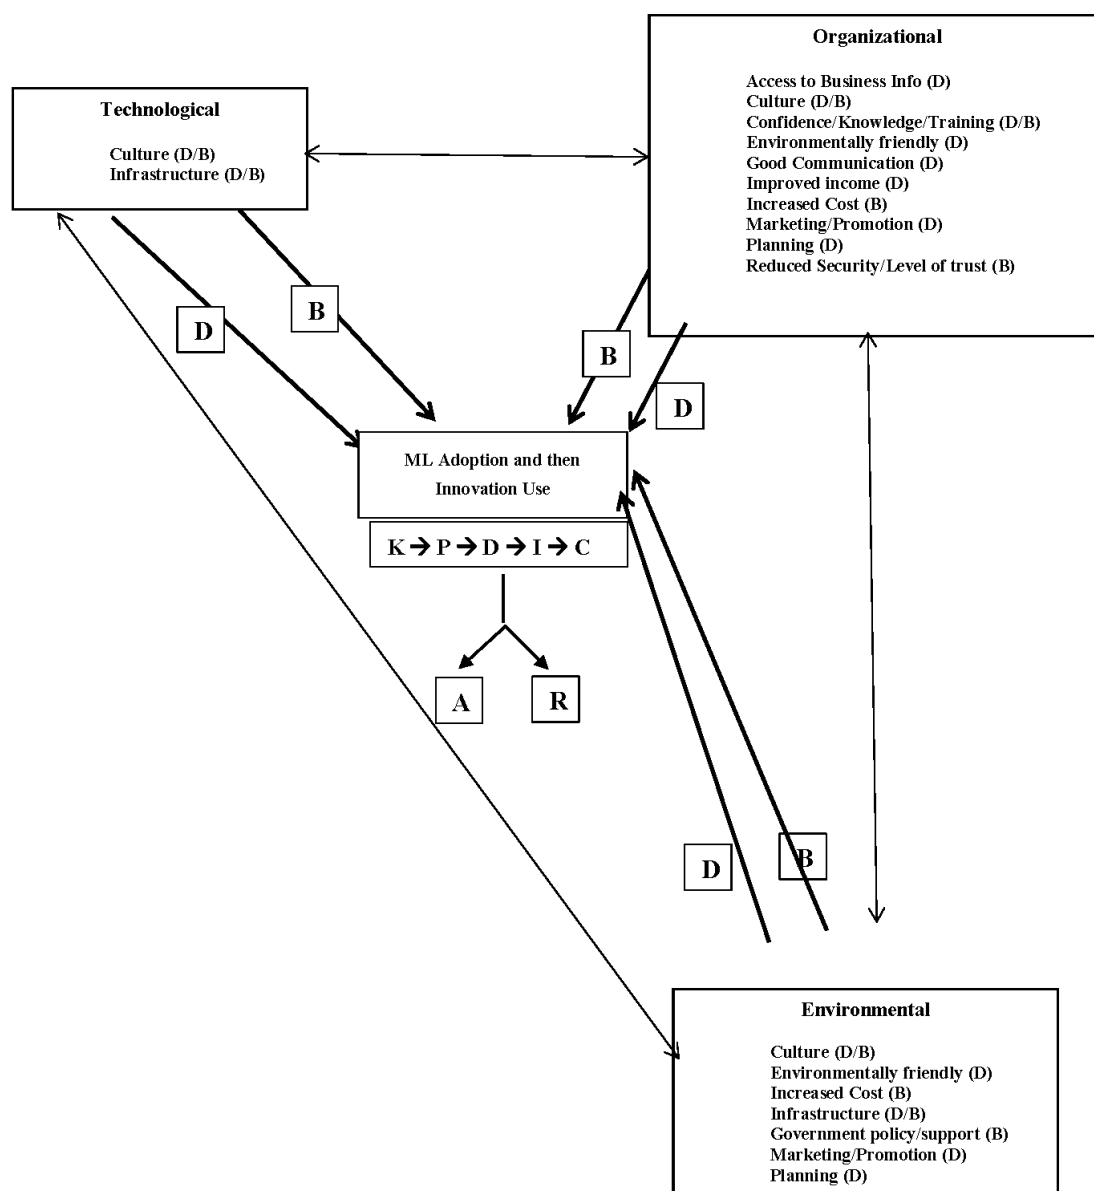 Organizational
Access to Business Info (D)
Culture (D/B)
Confidence/Knowledge/Training (D/B)
Environmentally friendly (D)
Good Communication (D)
Improved income (D)
Increased Cost (B)
Marketing/Promotion (D)
Planning (D)
Reduced Security/Level of trust (B)
Technological
Culture (D/B)
Infrastructure (D/B)
D
B
B
D
ML Adoption and then
Innovation Use
K → P → D → I → C
A
R
D
B
Environmental
Culture (D/B)
Environmentally friendly (D)
Increased Cost (B)
Infrastructure (D/B)
Government policy/support (B)
Marketing/Promotion (D)
Planning (D)